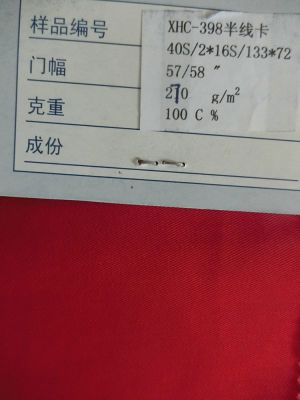 样品编号 XHC-398半线卡
40S/2*16S/133*72
门幅 57/58 "
克重 270 g/m²
成份 100 C %